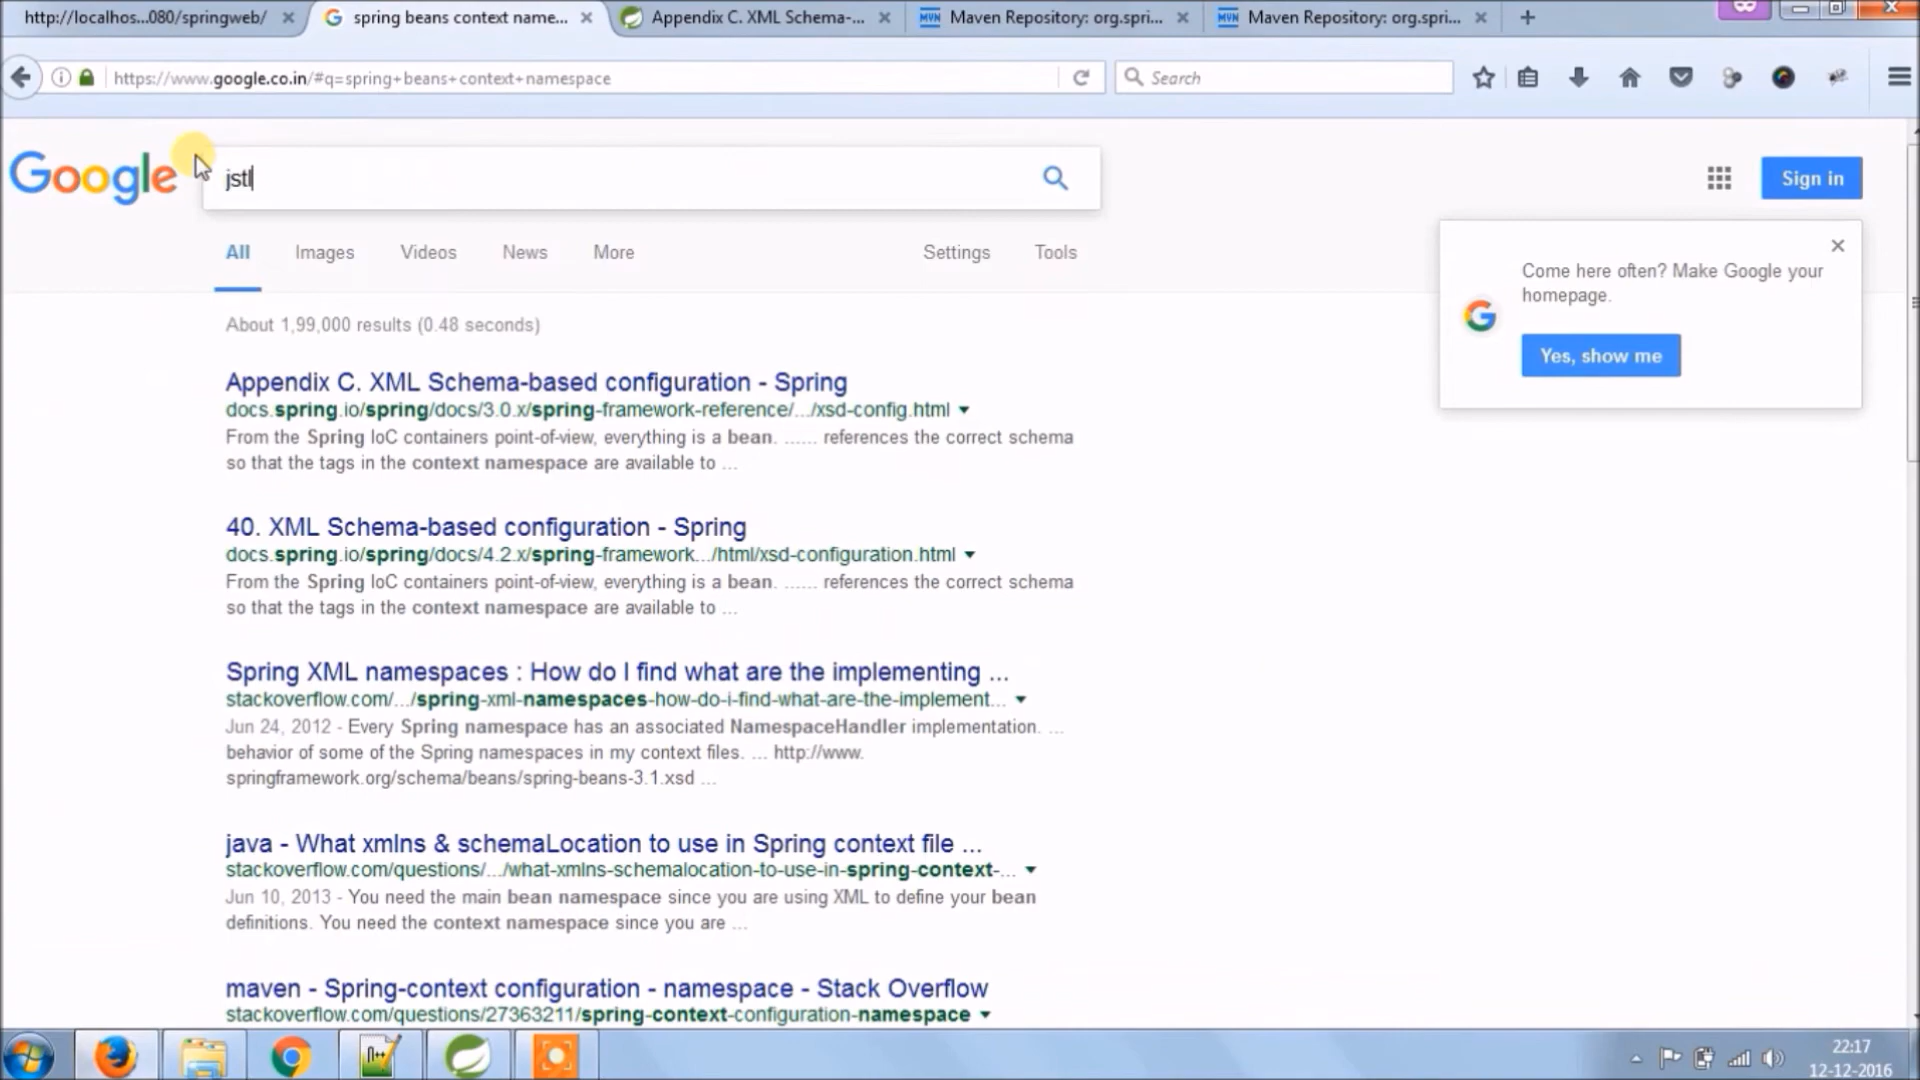 http://localhos...080/springweb/
spring beans context name...
Appendix C. XML Schema-...
Maven Repository: org.spri...
Maven Repository: org.spri...
https://www.google.co.in/#q=spring+beans+context+namespace
Search
Google
jstl
Sign in
All Images Videos News More Settings Tools
Come here often? Make Google your
homepage.
Yes, show me
About 1,99,000 results (0.48 seconds)
Appendix C. XML Schema-based configuration - Spring
docs.spring.io/spring/docs/3.0.x/spring-framework-reference/.../xsd-config.html
From the Spring IoC containers point-of-view, everything is a bean. ...... references the correct schema
so that the tags in the context namespace are available to ...
40. XML Schema-based configuration - Spring
docs.spring.io/spring/docs/4.2.x/spring-framework.../html/xsd-configuration.html
From the Spring IoC containers point-of-view, everything is a bean. ...... references the correct schema
so that the tags in the context namespace are available to ...
Spring XML namespaces : How do I find what are the implementing ...
stackoverflow.com/.../spring-xml-namespaces-how-do-i-find-what-are-the-implement...
Jun 24, 2012 - Every Spring namespace has an associated NamespaceHandler implementation. ...
behavior of some of the Spring namespaces in my context files. ... http://www.
springframework.org/schema/beans/spring-beans-3.1.xsd ...
java - What xmlns & schemaLocation to use in Spring context file ...
stackoverflow.com/questions/.../what-xmlns-schemalocation-to-use-in-spring-context-...
Jun 10, 2013 - You need the main bean namespace since you are using XML to define your bean
definitions. You need the context namespace since you are ...
maven - Spring-context configuration - namespace - Stack Overflow
stackoverflow.com/questions/27363211/spring-context-configuration-namespace
22:17
12-12-2016